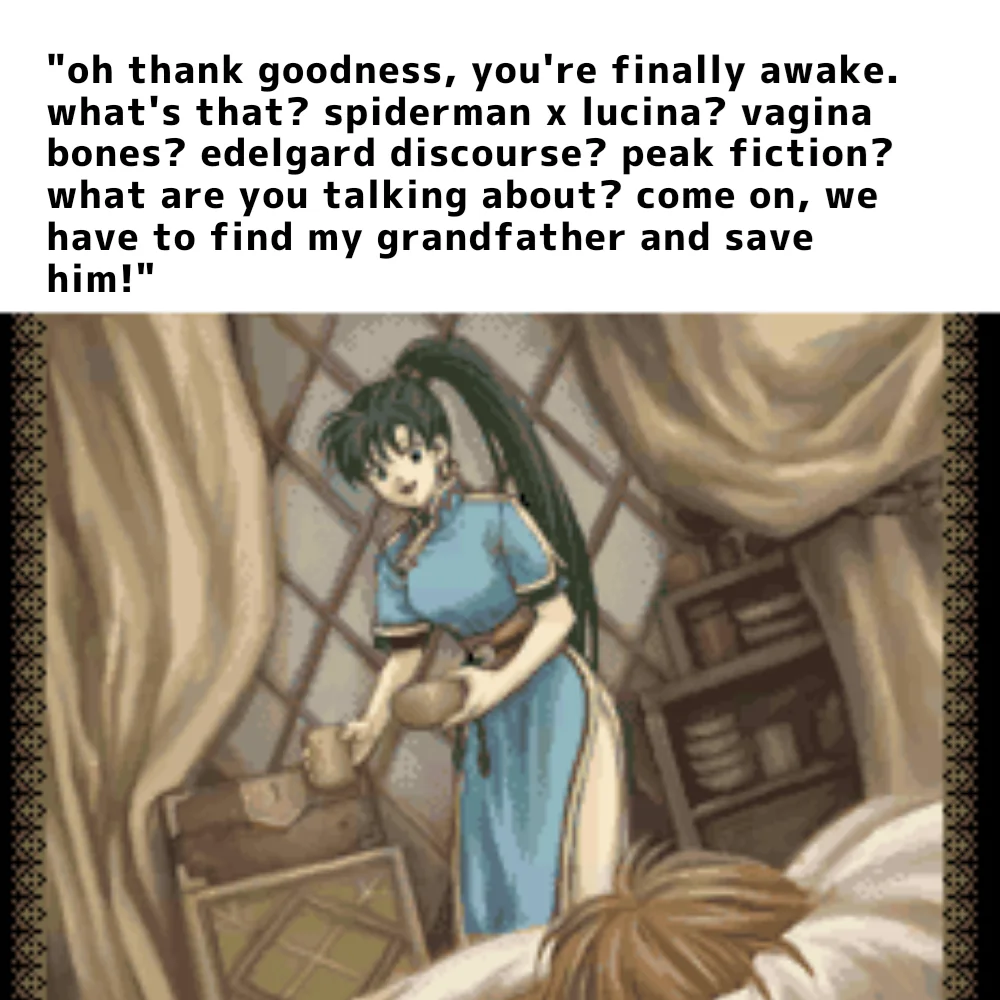 "oh thank goodness, you're finally awake.
what's that? spiderman x lucina? vagina
bones? edelgard discourse? peak fiction?
what are you talking about? come on, we
have to find my grandfather and save
him!"